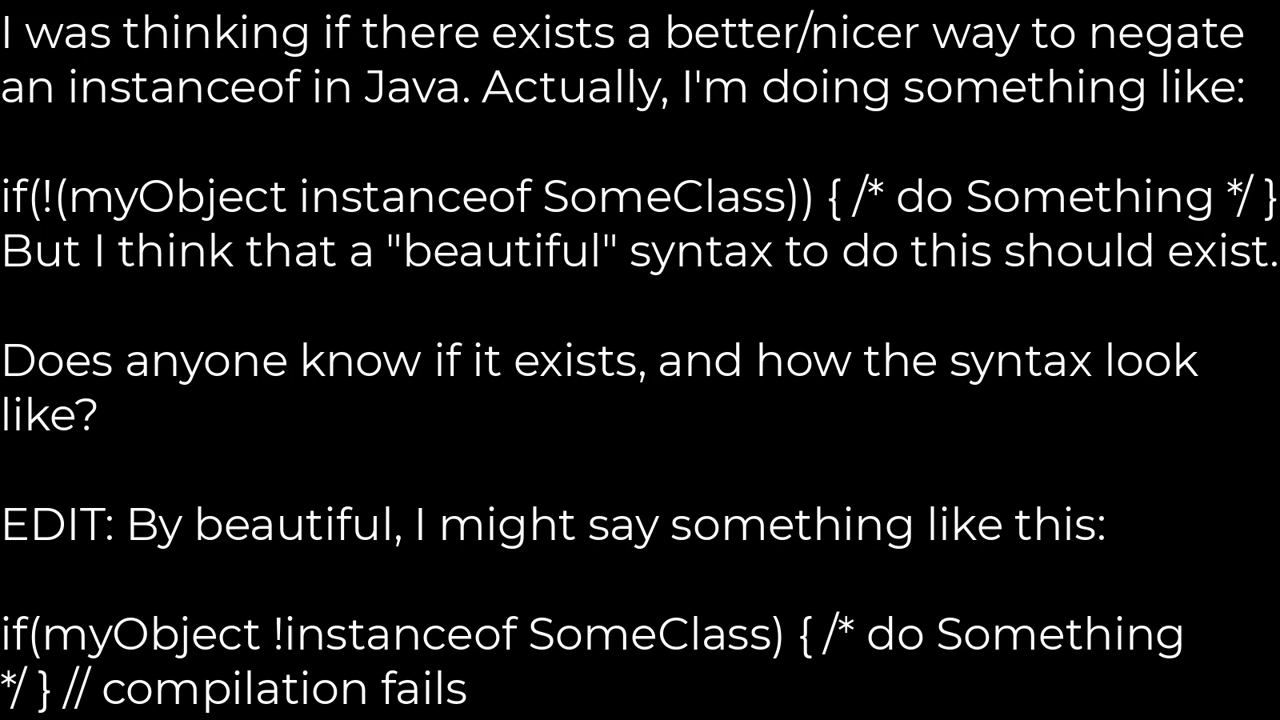 I was thinking if there exists a better/nicer way to negate
an instanceof in Java. Actually, I'm doing something like:
if(!(myObject instanceof SomeClass)) { /* do Something */ }
But I think that a "beautiful" syntax to do this should exist.
Does anyone know if it exists, and how the syntax look
like?
EDIT: By beautiful, I might say something like this:
if(myObject !instanceof SomeClass) { /* do Something
*/ } // compilation fails